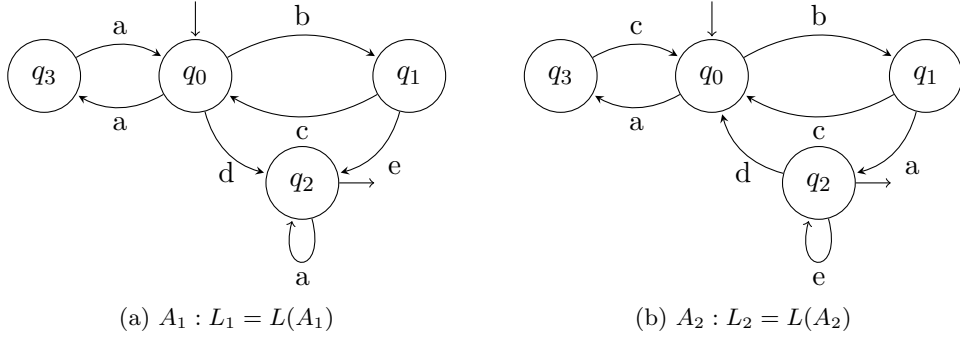 a b c b
q₃ q₀ q₁ q₃ q₀ q₁
a c a c
d e d a
q₂ q₂
a e
(a) A₁ : L₁ = L(A₁) (b) A₂ : L₂ = L(A₂)